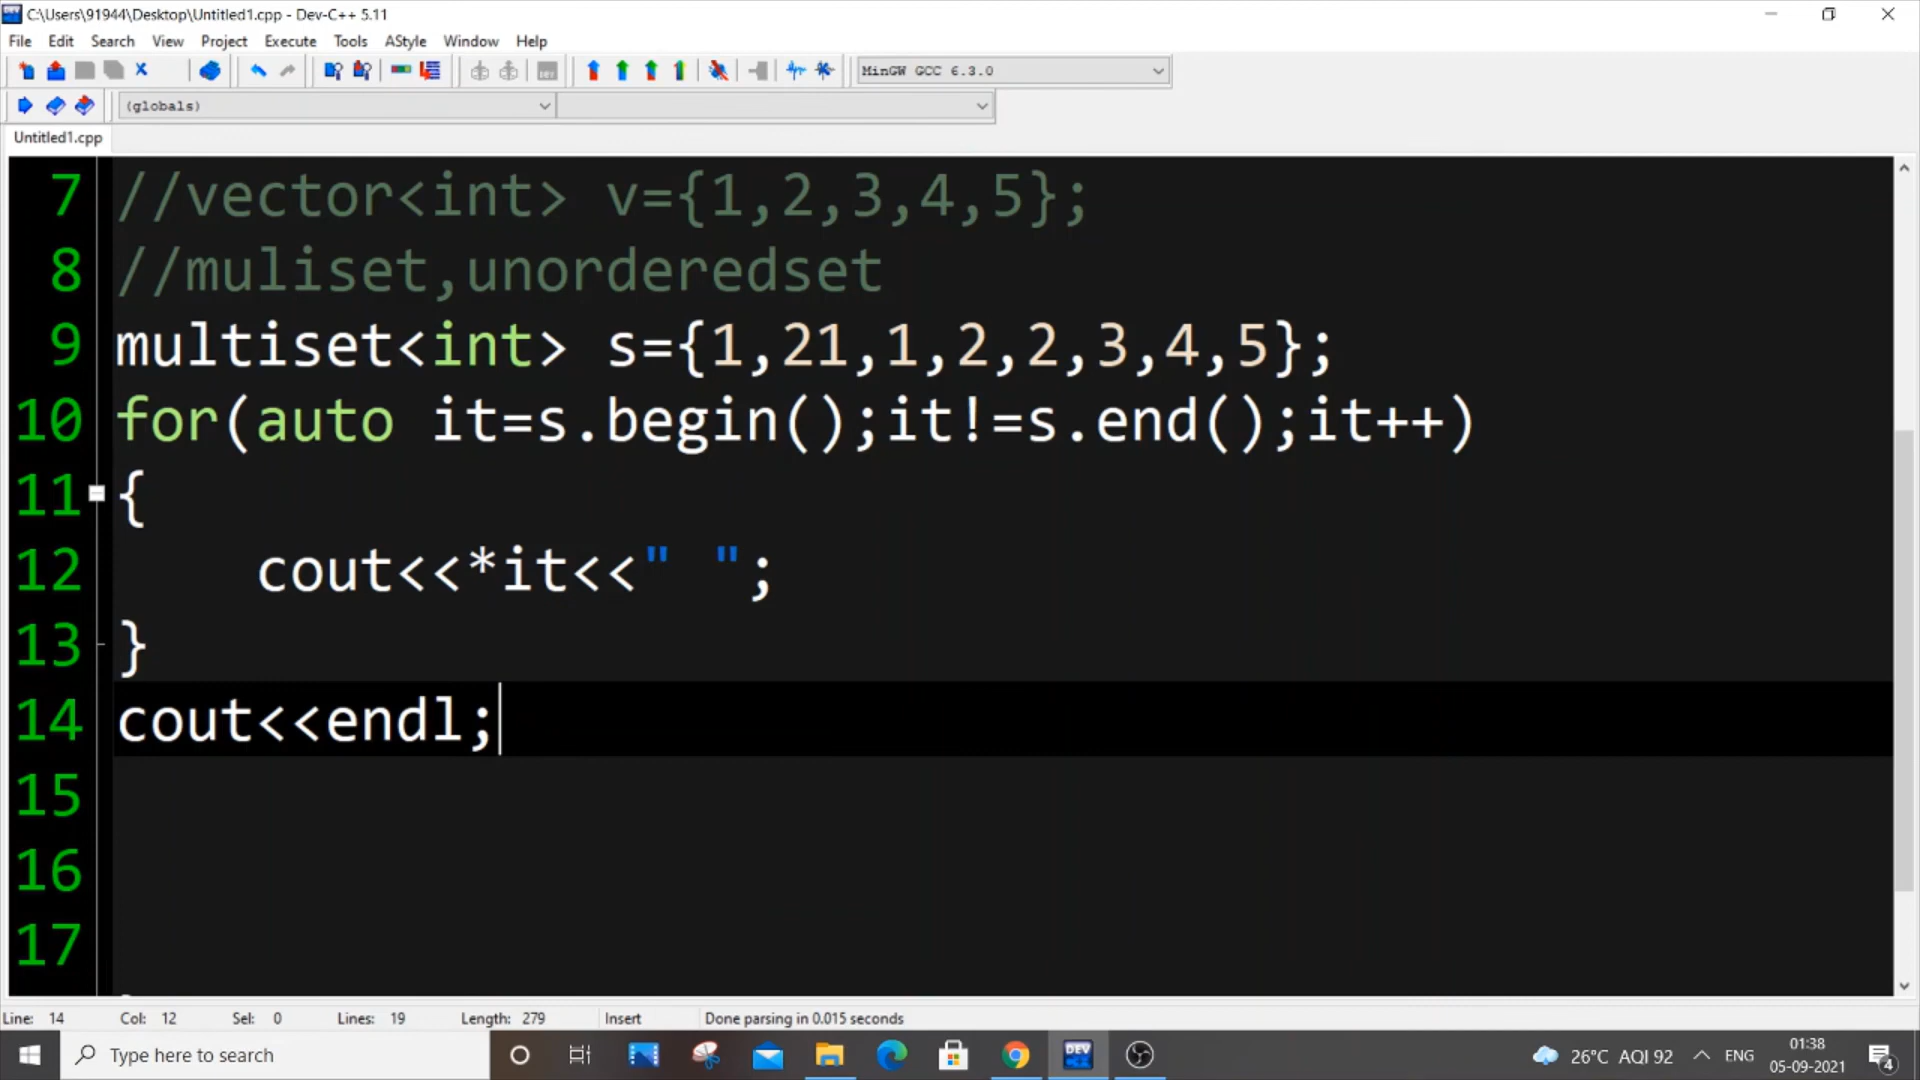 C:\Users\91944\Desktop\Untitled1.cpp - Dev-C++ 5.11
File Edit Search View Project Execute Tools AStyle Window Help
MinGW GCC 6.3.0
(globals)
Untitled1.cpp
7 //vector<int> v={1,2,3,4,5};
8 //muliset,unorderedset
9 multiset<int> s={1,21,1,2,2,3,4,5};
10 for(auto it=s.begin();it!=s.end();it++)
11 {
12 cout<<*it<<" ";
13 }
14 cout<<endl;
15
16
17
Line: 14 Col: 12 Sel: 0 Lines: 19 Length: 279 Insert Done parsing in 0.015 seconds
Type here to search
DEV
26°C AQI 92
ENG
01:38
05-09-2021
4